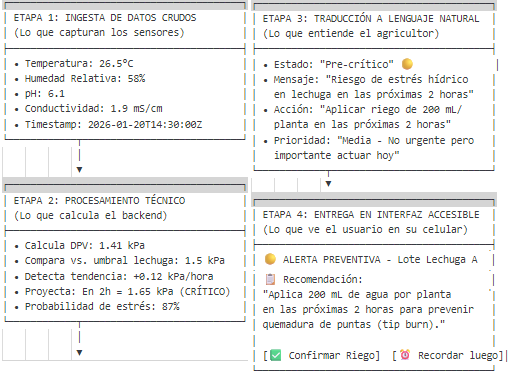 ETAPA 1: INGESTA DE DATOS CRUDOS
(Lo que capturan los sensores)
• Temperatura: 26.5°C
• Humedad Relativa: 58%
• pH: 6.1
• Conductividad: 1.9 mS/cm
• Timestamp: 2026-01-20T14:30:00Z
ETAPA 2: PROCESAMIENTO TÉCNICO
(Lo que calcula el backend)
• Calcula DPV: 1.41 kPa
• Compara vs. umbral lechuga: 1.5 kPa
• Detecta tendencia: +0.12 kPa/hora
• Proyecta: En 2h = 1.65 kPa (CRÍTICO)
• Probabilidad de estrés: 87%
ETAPA 3: TRADUCCIÓN A LENGUAJE NATURAL
(Lo que entiende el agricultor)
• Estado: "Pre-crítico" 🟡
• Mensaje: "Riesgo de estrés hídrico
en lechuga en las próximas 2 horas"
• Acción: "Aplicar riego de 200 mL/
planta en las próximas 2 horas"
• Prioridad: "Media - No urgente pero
importante actuar hoy"
ETAPA 4: ENTREGA EN INTERFAZ ACCESIBLE
(Lo que ve el usuario en su celular)
🟡 ALERTA PREVENTIVA - Lote Lechuga A
📋 Recomendación:
"Aplica 200 mL de agua por planta
en las próximas 2 horas para prevenir
quemadura de puntas (tip burn)."
[✅ Confirmar Riego] [⏰ Recordar luego]